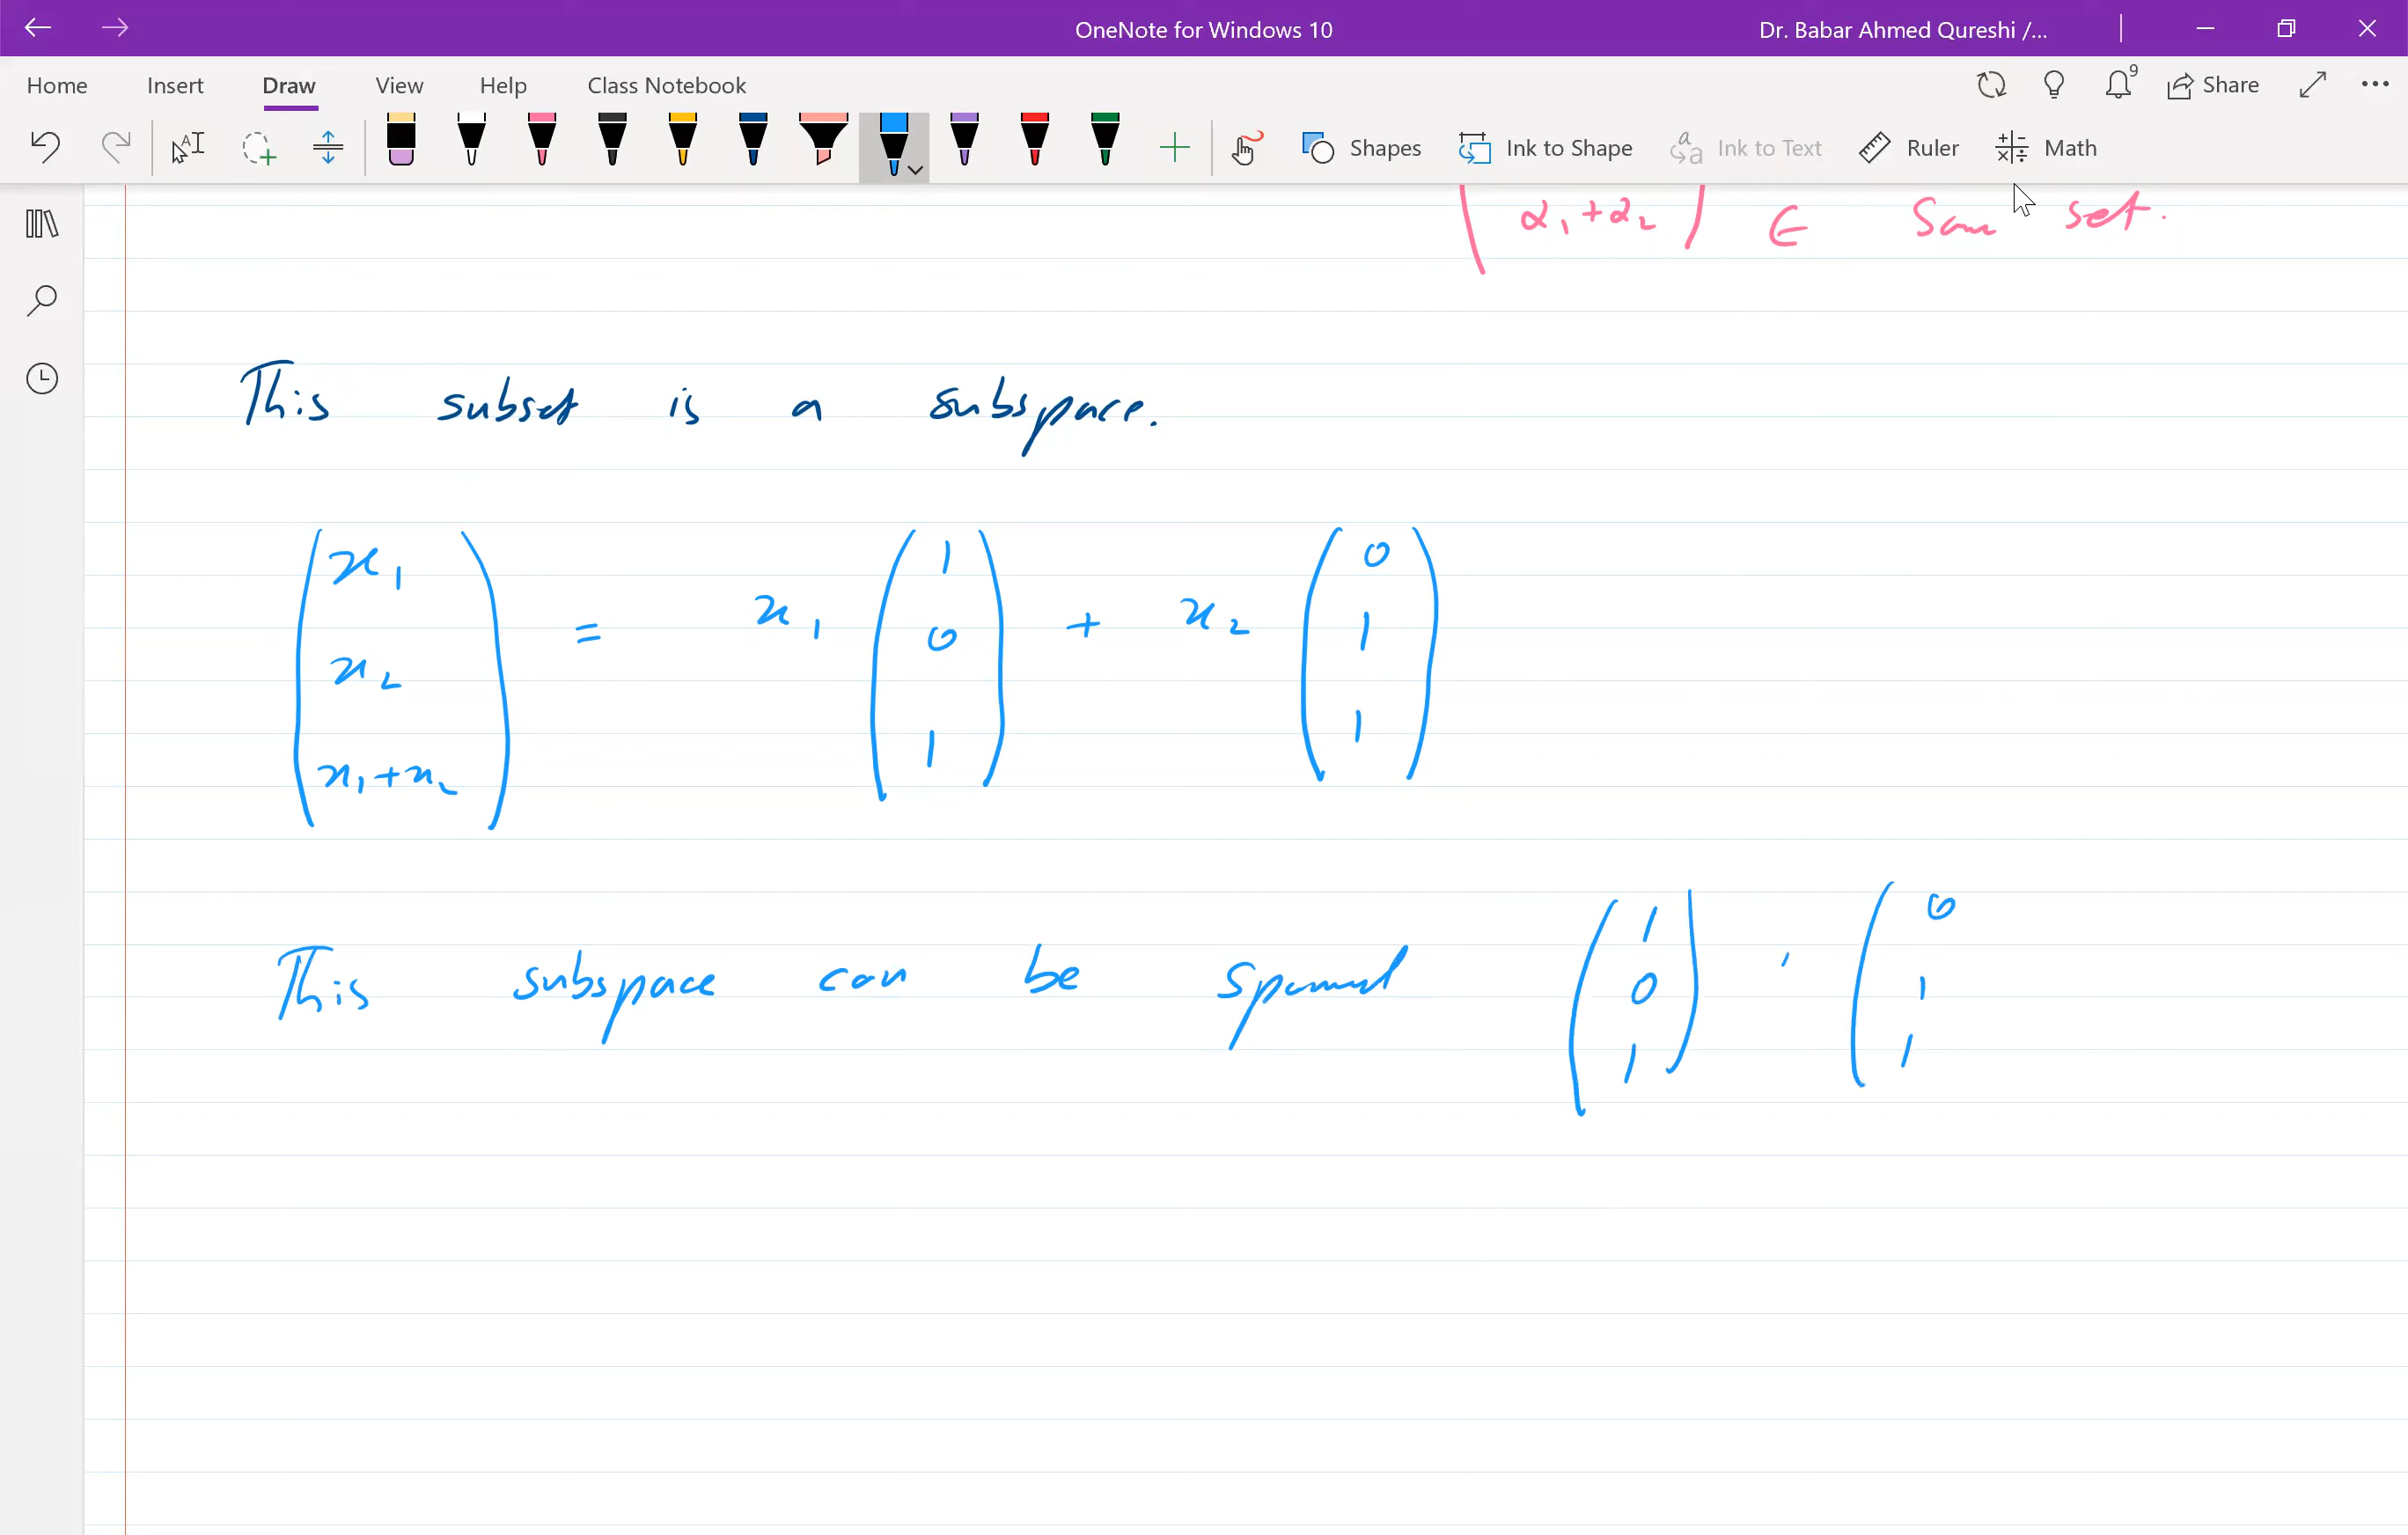 OneNote for Windows 10 Dr. Babar Ahmed Qureshi /...
Home Insert Draw View Help Class Notebook 9 Share
Shapes Ink to Shape Ink to Text Ruler Math
α₁+α₂ ∈ Same set.
This subset is a subspace.
( x₁ ) = x₁ ( 1 ) + x₂ ( 0 )
( x₂ ) ( 0 ) ( 1 )
( x₁+x₂ ) ( 1 ) ( 1 )
This subspace can be spanned ( 1 0 1 ) , ( 0 1 1